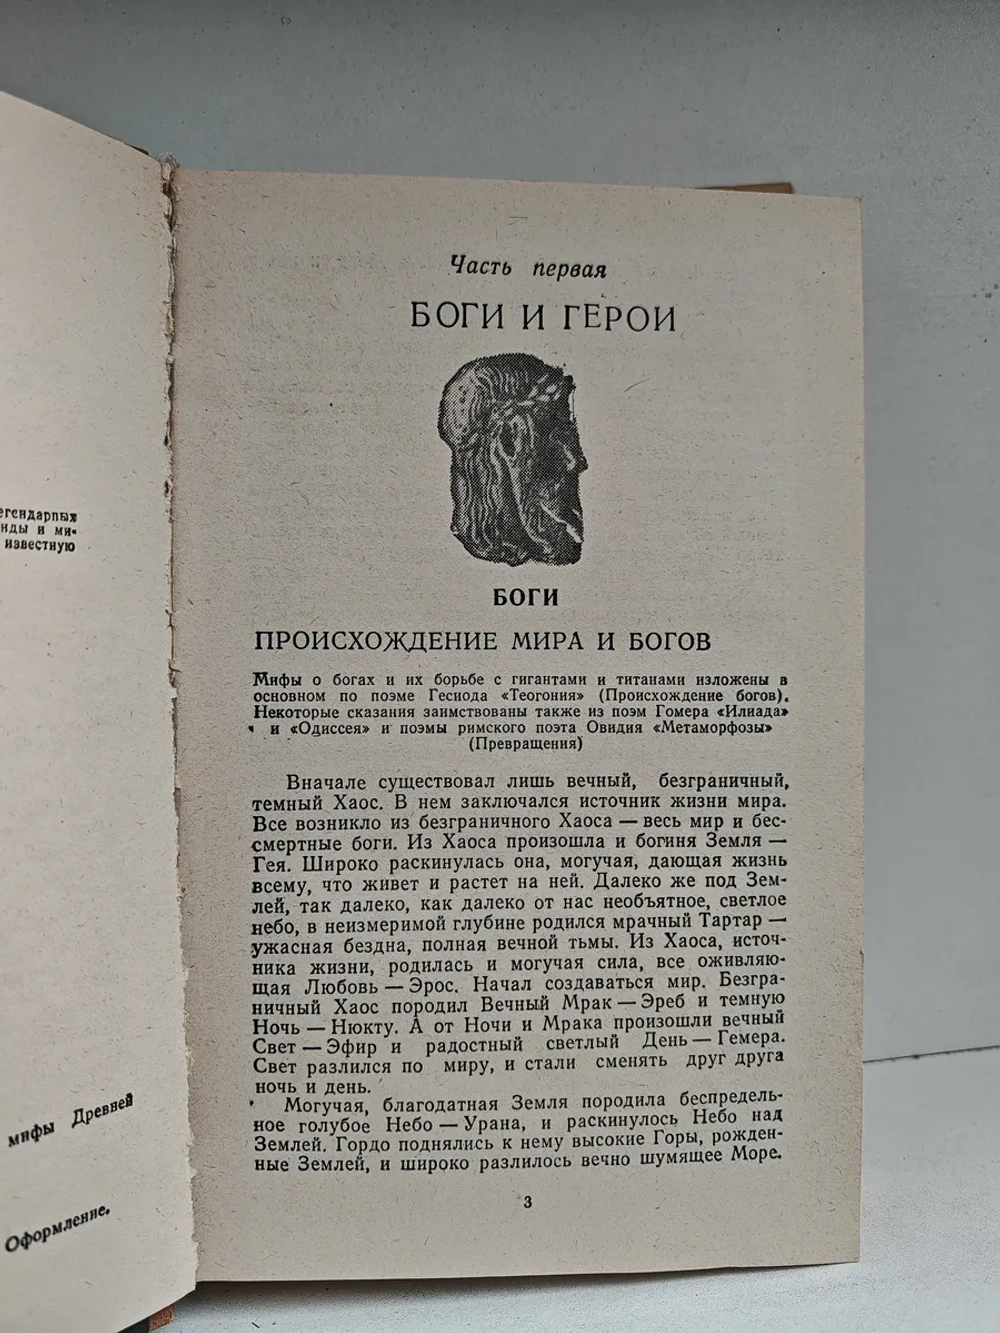 легендарных
нды и ми-
известную
мифы Древней
Оформление.
Часть первая
БОГИ И ГЕРОИ
БОГИ
ПРОИСХОЖДЕНИЕ МИРА И БОГОВ
Мифы о богах и их борьбе с гигантами и титанами изложены в
основном по поэме Гесиода «Теогония» (Происхождение богов).
Некоторые сказания заимствованы также из поэм Гомера «Илиада»
и «Одиссея» и поэмы римского поэта Овидия «Метаморфозы»
(Превращения)
Вначале существовал лишь вечный, безграничный,
темный Хаос. В нем заключался источник жизни мира.
Все возникло из безграничного Хаоса — весь мир и бес-
смертные боги. Из Хаоса произошла и богиня Земля —
Гея. Широко раскинулась она, могучая, дающая жизнь
всему, что живет и растет на ней. Далеко же под Зем-
лей, так далеко, как далеко от нас необъятное, светлое
небо, в неизмеримой глубине родился мрачный Тартар —
ужасная бездна, полная вечной тьмы. Из Хаоса, источ-
ника жизни, родилась и могучая сила, все оживляю-
щая Любовь — Эрос. Начал создаваться мир. Безгра-
ничный Хаос породил Вечный Мрак — Эреб и темную
Ночь — Нюкту. А от Ночи и Мрака произошли вечный
Свет — Эфир и радостный светлый День — Гемера.
Свет разлился по миру, и стали сменять друг друга
ночь и день.
Могучая, благодатная Земля породила беспредель-
ное голубое Небо — Урана, и раскинулось Небо над
Землей. Гордо поднялись к нему высокие Горы, рожден-
ные Землей, и широко разлилось вечно шумящее Море.
3